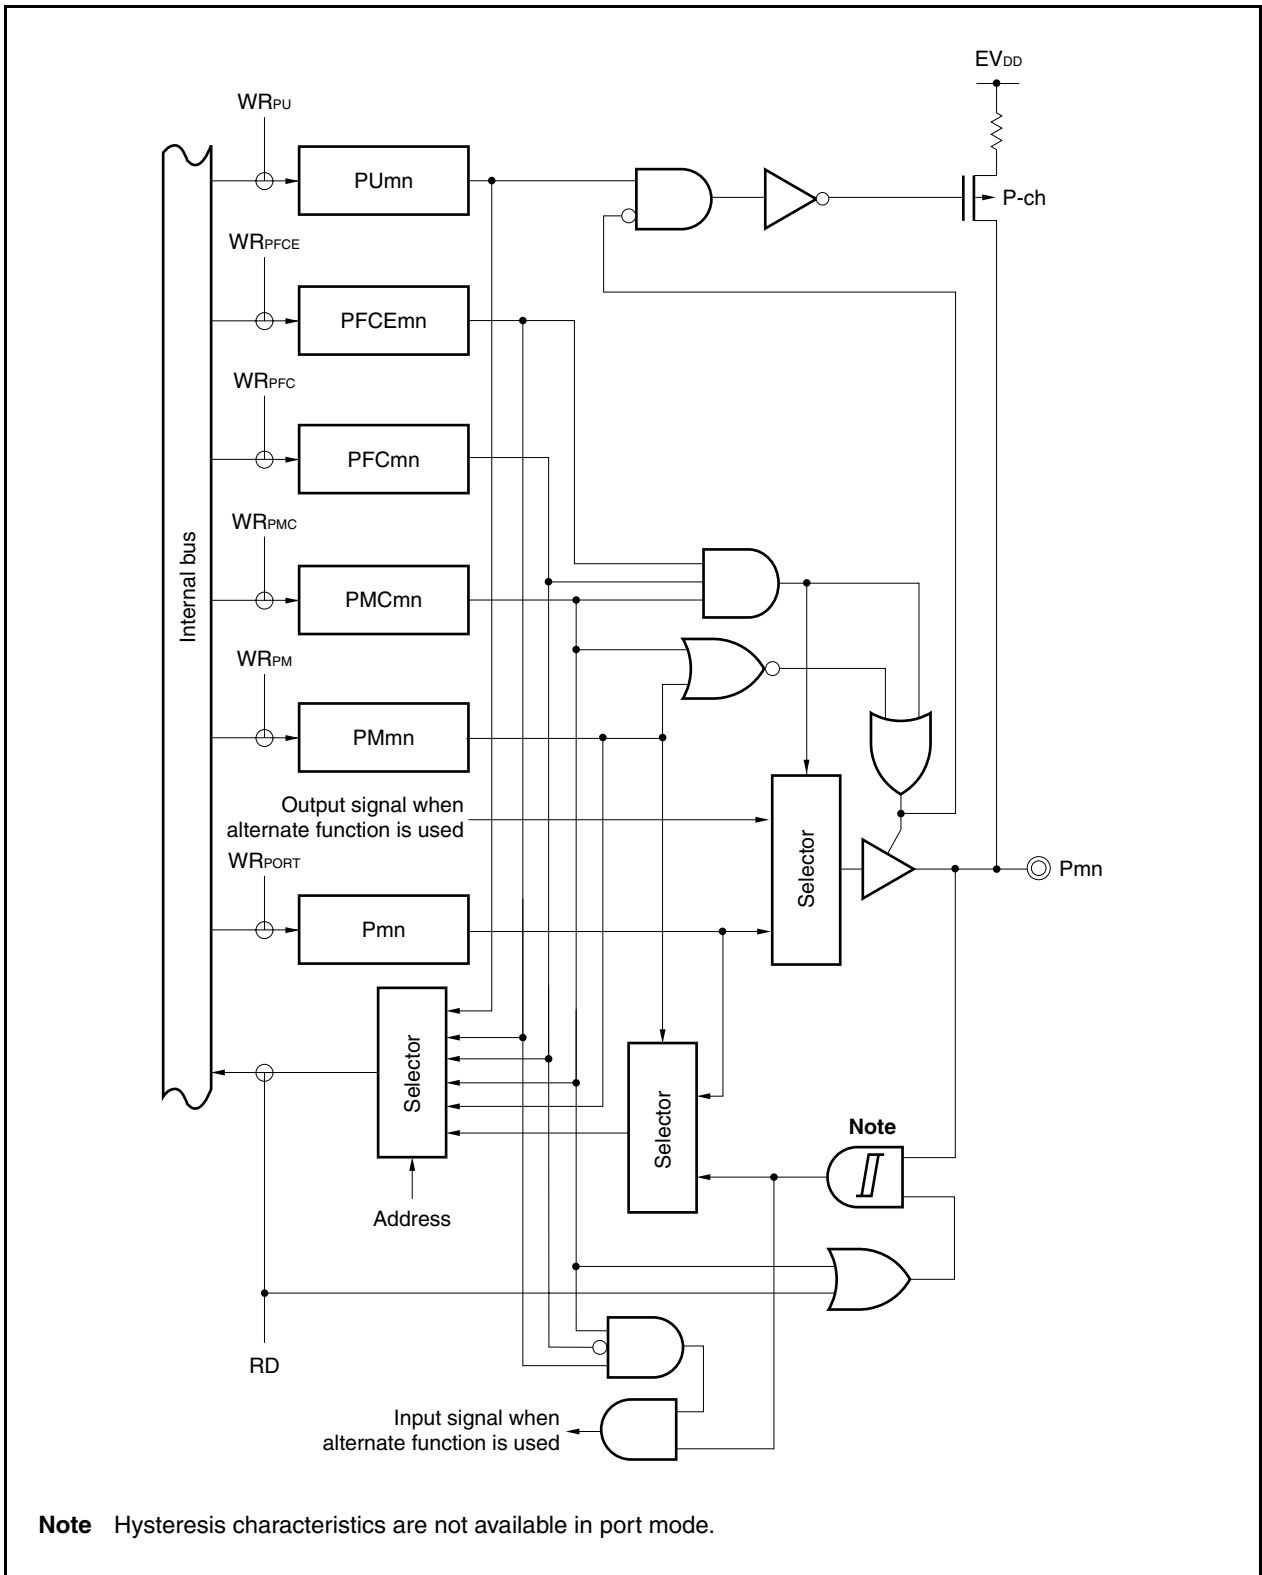 EVDD
WRPU
PUmn
P-ch
WRPFCE
PFCEmn
WRPFC
PFCmn
WRPMC
PMCmn
Internal bus
WRPM
PMmn
Output signal when
alternate function is used
WRPORT
Selector
Pmn
Pmn
Selector
Selector
Note
Address
RD
Input signal when
alternate function is used
Note Hysteresis characteristics are not available in port mode.